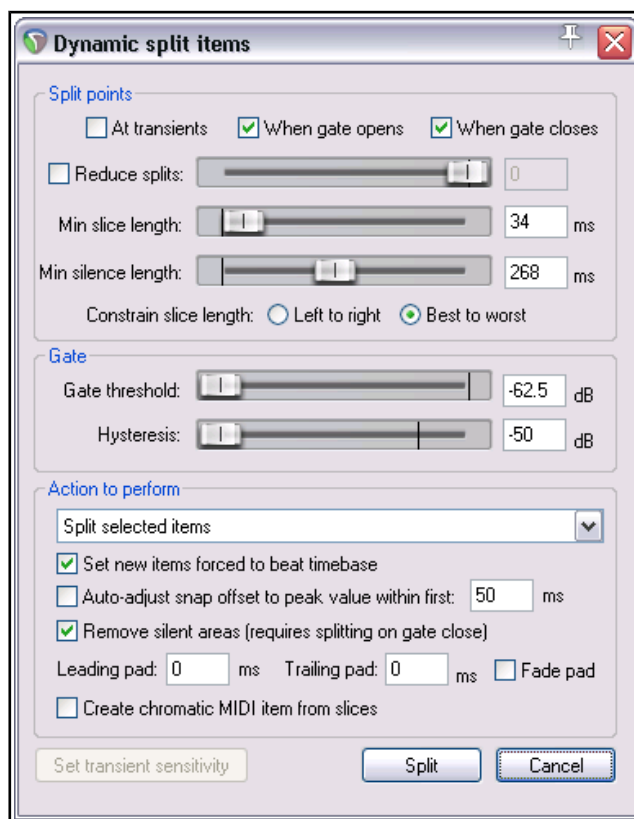 Dynamic split items
Split points
At transients When gate opens When gate closes
Reduce splits: 0
Min slice length: 34 ms
Min silence length: 268 ms
Constrain slice length: Left to right Best to worst
Gate
Gate threshold: -62.5 dB
Hysteresis: -50 dB
Action to perform
Split selected items
Set new items forced to beat timebase
Auto-adjust snap offset to peak value within first: 50 ms
Remove silent areas (requires splitting on gate close)
Leading pad: 0 ms Trailing pad: 0 ms Fade pad
Create chromatic MIDI item from slices
Set transient sensitivity Split Cancel